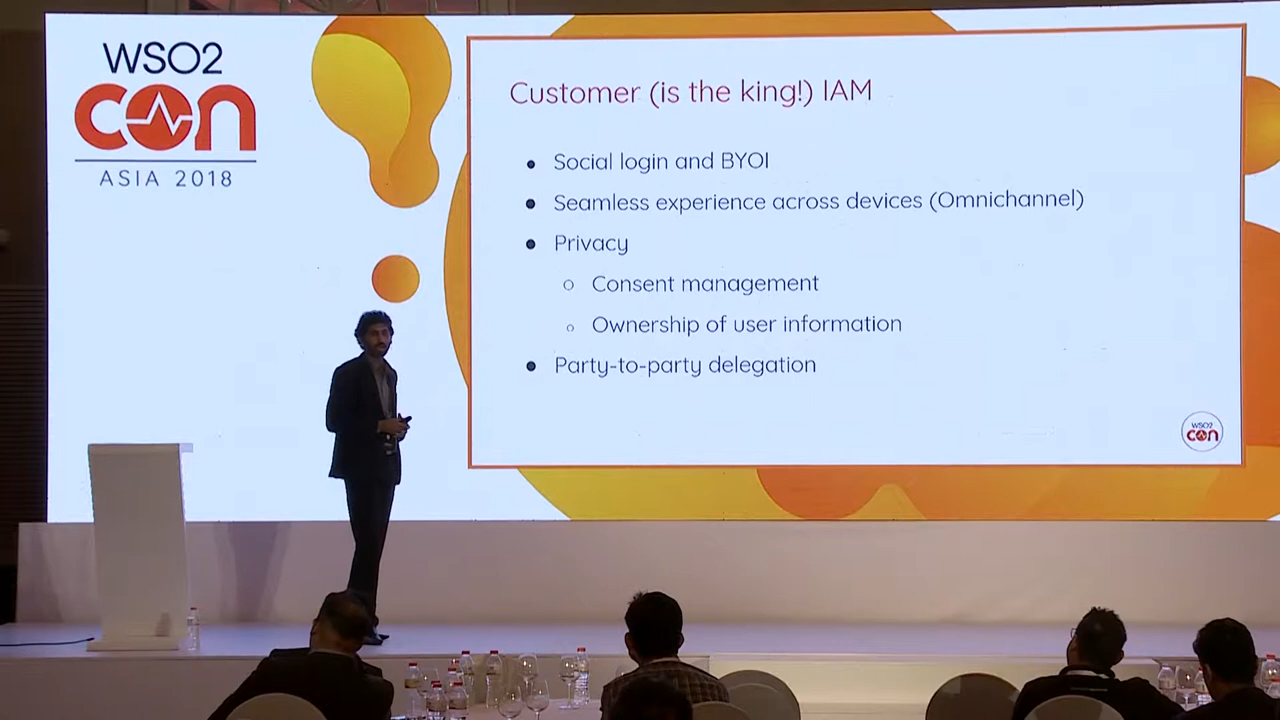 WSO2
CON
ASIA 2018
Customer (is the king!) IAM
● Social login and BYOI
● Seamless experience across devices (Omnichannel)
● Privacy
○ Consent management
○ Ownership of user information
● Party-to-party delegation
WSO2
CON